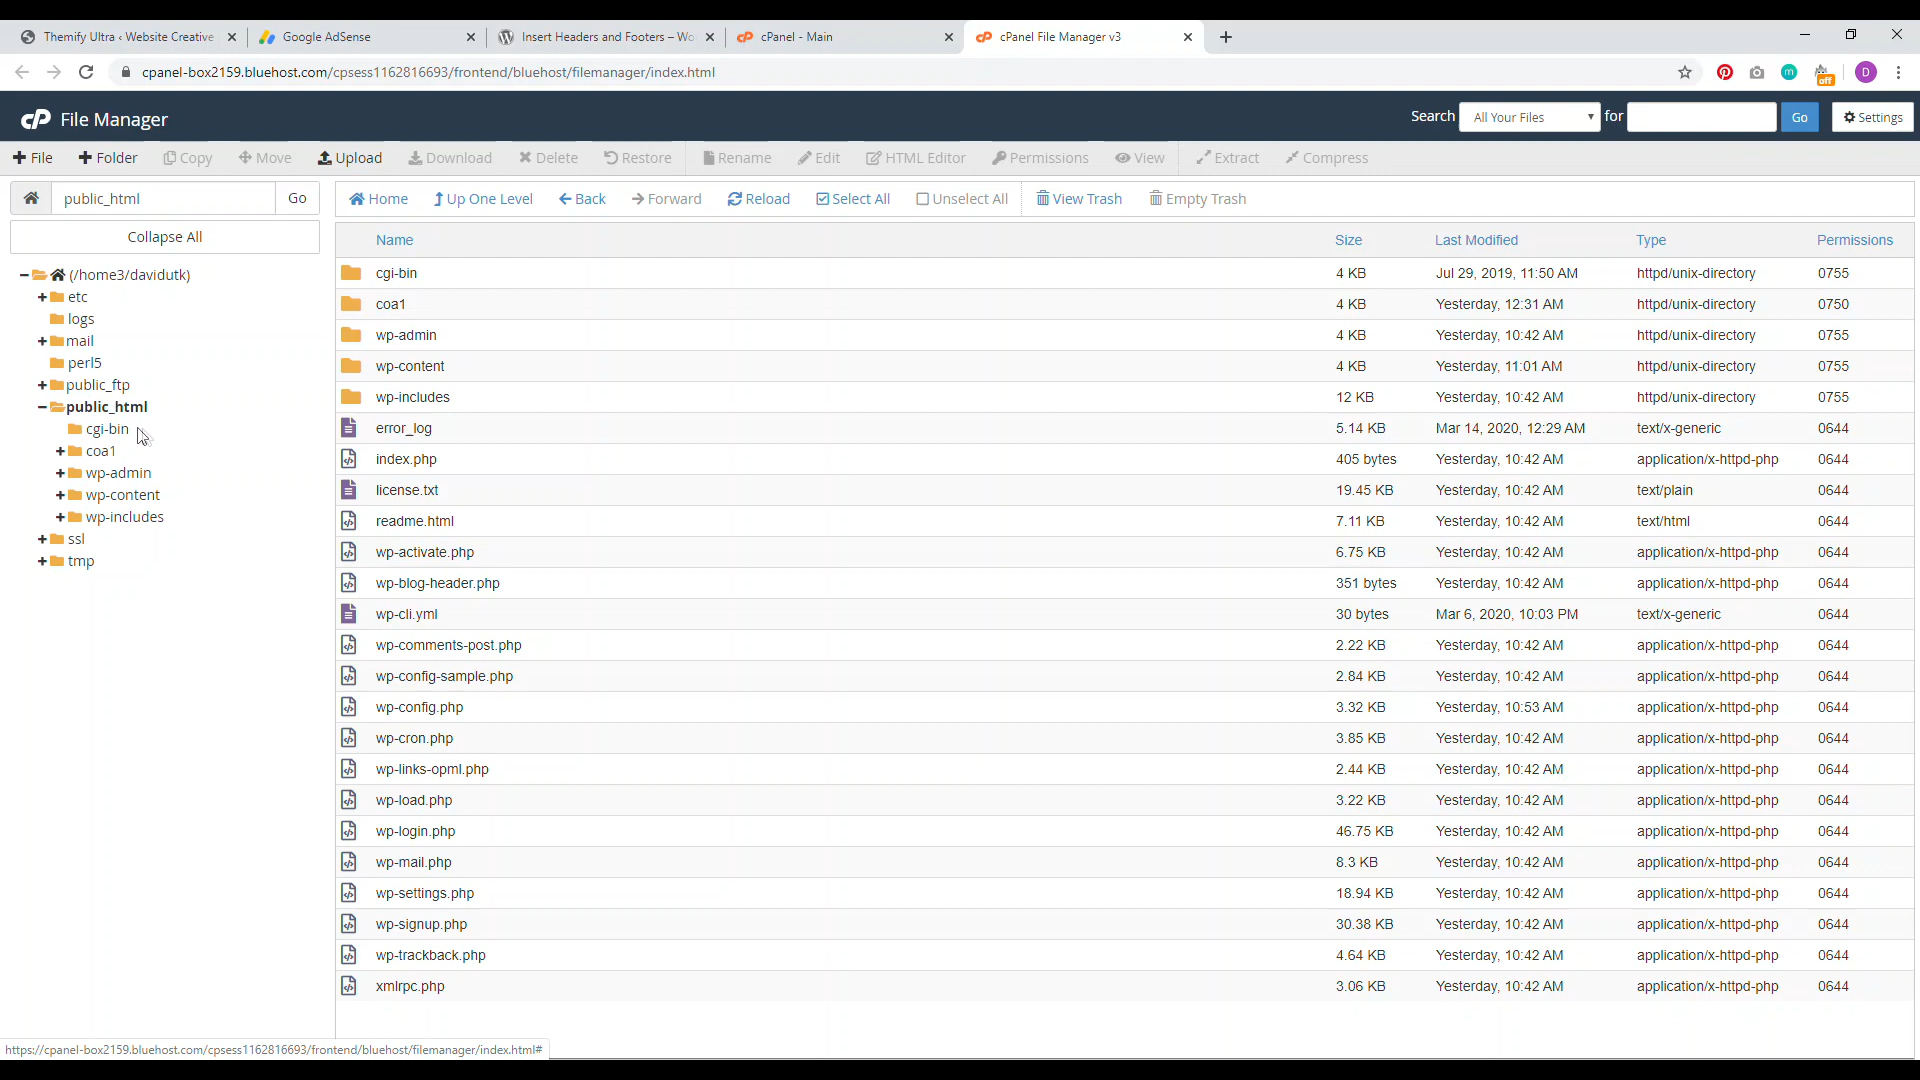 Themify Ultra ‹ Website Creative
Google AdSense
Insert Headers and Footers – Wo
cPanel - Main
cPanel File Manager v3
cpanel-box2159.bluehost.com/cpsess1162816693/frontend/bluehost/filemanager/index.html
off
D
cP File Manager
Search All Your Files for Go Settings
File Folder Copy Move Upload Download Delete Restore Rename Edit HTML Editor Permissions View Extract Compress
public_html Go
Home Up One Level Back Forward Reload Select All Unselect All View Trash Empty Trash
Collapse All
(/home3/davidutk)
etc
logs
mail
perl5
public_ftp
public_html
cgi-bin
coa1
wp-admin
wp-content
wp-includes
ssl
tmp
Name Size Last Modified Type Permissions
cgi-bin 4 KB Jul 29, 2019, 11:50 AM httpd/unix-directory 0755
coa1 4 KB Yesterday, 12:31 AM httpd/unix-directory 0750
wp-admin 4 KB Yesterday, 10:42 AM httpd/unix-directory 0755
wp-content 4 KB Yesterday, 11:01 AM httpd/unix-directory 0755
wp-includes 12 KB Yesterday, 10:42 AM httpd/unix-directory 0755
error_log 5.14 KB Mar 14, 2020, 12:29 AM text/x-generic 0644
index.php 405 bytes Yesterday, 10:42 AM application/x-httpd-php 0644
license.txt 19.45 KB Yesterday, 10:42 AM text/plain 0644
readme.html 7.11 KB Yesterday, 10:42 AM text/html 0644
wp-activate.php 6.75 KB Yesterday, 10:42 AM application/x-httpd-php 0644
wp-blog-header.php 351 bytes Yesterday, 10:42 AM application/x-httpd-php 0644
wp-cli.yml 30 bytes Mar 6, 2020, 10:03 PM text/x-generic 0644
wp-comments-post.php 2.22 KB Yesterday, 10:42 AM application/x-httpd-php 0644
wp-config-sample.php 2.84 KB Yesterday, 10:42 AM application/x-httpd-php 0644
wp-config.php 3.32 KB Yesterday, 10:53 AM application/x-httpd-php 0644
wp-cron.php 3.85 KB Yesterday, 10:42 AM application/x-httpd-php 0644
wp-links-opml.php 2.44 KB Yesterday, 10:42 AM application/x-httpd-php 0644
wp-load.php 3.22 KB Yesterday, 10:42 AM application/x-httpd-php 0644
wp-login.php 46.75 KB Yesterday, 10:42 AM application/x-httpd-php 0644
wp-mail.php 8.3 KB Yesterday, 10:42 AM application/x-httpd-php 0644
wp-settings.php 18.94 KB Yesterday, 10:42 AM application/x-httpd-php 0644
wp-signup.php 30.38 KB Yesterday, 10:42 AM application/x-httpd-php 0644
wp-trackback.php 4.64 KB Yesterday, 10:42 AM application/x-httpd-php 0644
xmlrpc.php 3.06 KB Yesterday, 10:42 AM application/x-httpd-php 0644
https://cpanel-box2159.bluehost.com/cpsess1162816693/frontend/bluehost/filemanager/index.html#